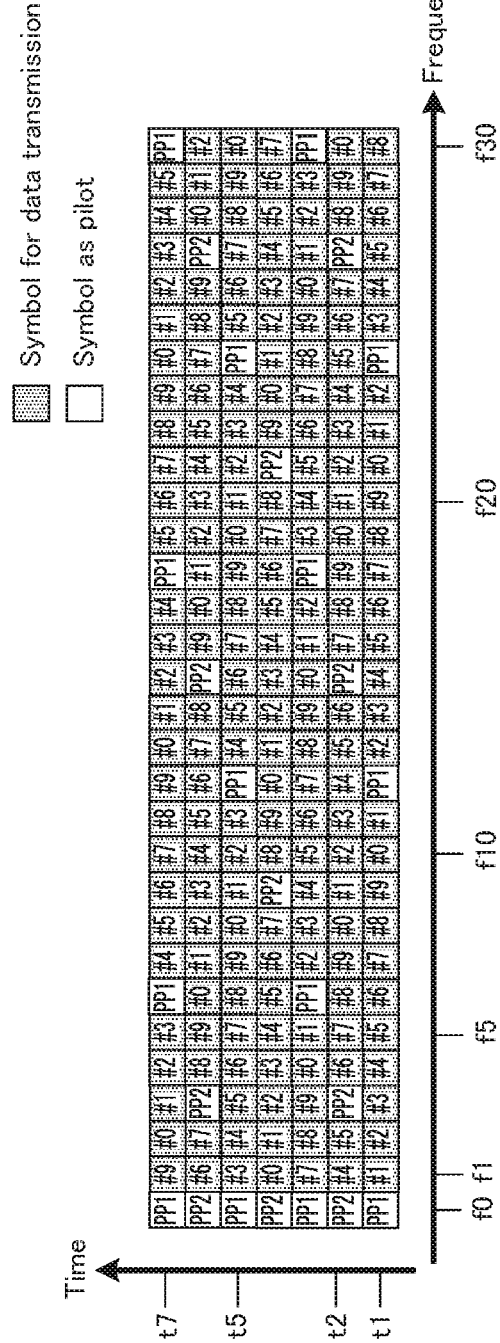 Symbol for data transmission
Symbol as pilot
Time
t7 PP1 #9 #0 #1 #2 #3 PP1 #4 #5 #6 #7 #8 #9 #0 #1 #2 #3 #4 PP1 #5 #6 #7 #8 #9 #0 #1 #2 #3 #4 #5 PP1
PP2 #6 #7 PP2 #8 #9 #0 #1 #2 #3 #4 #5 #6 #7 #8 PP2 #9 #0 #1 #2 #3 #4 #5 #6 #7 #8 #9 PP2 #0 #1 #2
t5 PP1 #3 #4 #5 #6 #7 #8 #9 #0 #1 #2 #3 PP1 #4 #5 #6 #7 #8 #9 #0 #1 #2 #3 #4 PP1 #5 #6 #7 #8 #9 #0
PP2 #0 #1 #2 #3 #4 #5 #6 #7 PP2 #8 #9 #0 #1 #2 #3 #4 #5 #6 #7 #8 PP2 #9 #0 #1 #2 #3 #4 #5 #6 #7
PP1 #7 #8 #9 #0 #1 PP1 #2 #3 #4 #5 #6 #7 #8 #9 #0 #1 #2 PP1 #3 #4 #5 #6 #7 #8 #9 #0 #1 #2 #3 PP1
t2 PP2 #4 #5 PP2 #6 #7 #8 #9 #0 #1 #2 #3 #4 #5 #6 PP2 #7 #8 #9 #0 #1 #2 #3 #4 #5 #6 #7 PP2 #8 #9 #0
t1 PP1 #1 #2 #3 #4 #5 #6 #7 #8 #9 #0 #1 PP1 #2 #3 #4 #5 #6 #7 #8 #9 #0 #1 #2 PP1 #3 #4 #5 #6 #7 #8
Freque
f0 f1 f5 f10 f20 f30